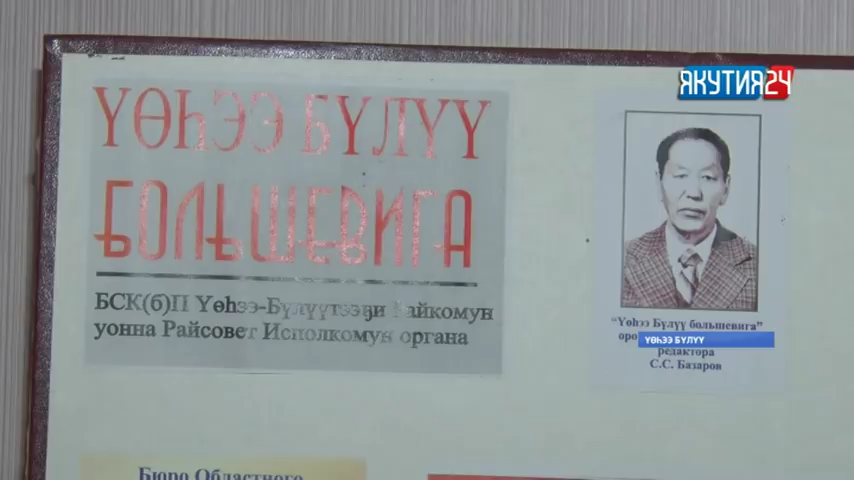 ЯКУТИЯ24
ҮӨҺЭЭ БҮЛҮҮ
БОЛЬШЕВИГА
БСК(б)П Үөһээ-Бүлүүтээҕи Райкомун
уонна Райсовет Исполкомун органа
"Үөһээ Бүлүү большевига"
ҮӨҺЭЭ БҮЛҮҮ
редактора
С.С. Базаров
Бюро Областного